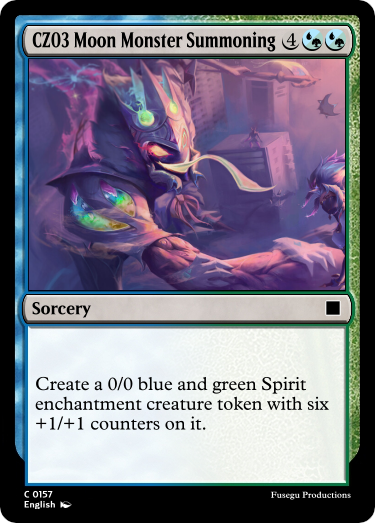 CZ03 Moon Monster Summoning 4
Sorcery
Create a 0/0 blue and green Spirit
enchantment creature token with six
+1/+1 counters on it.
C 0157
English
Fusegu Productions